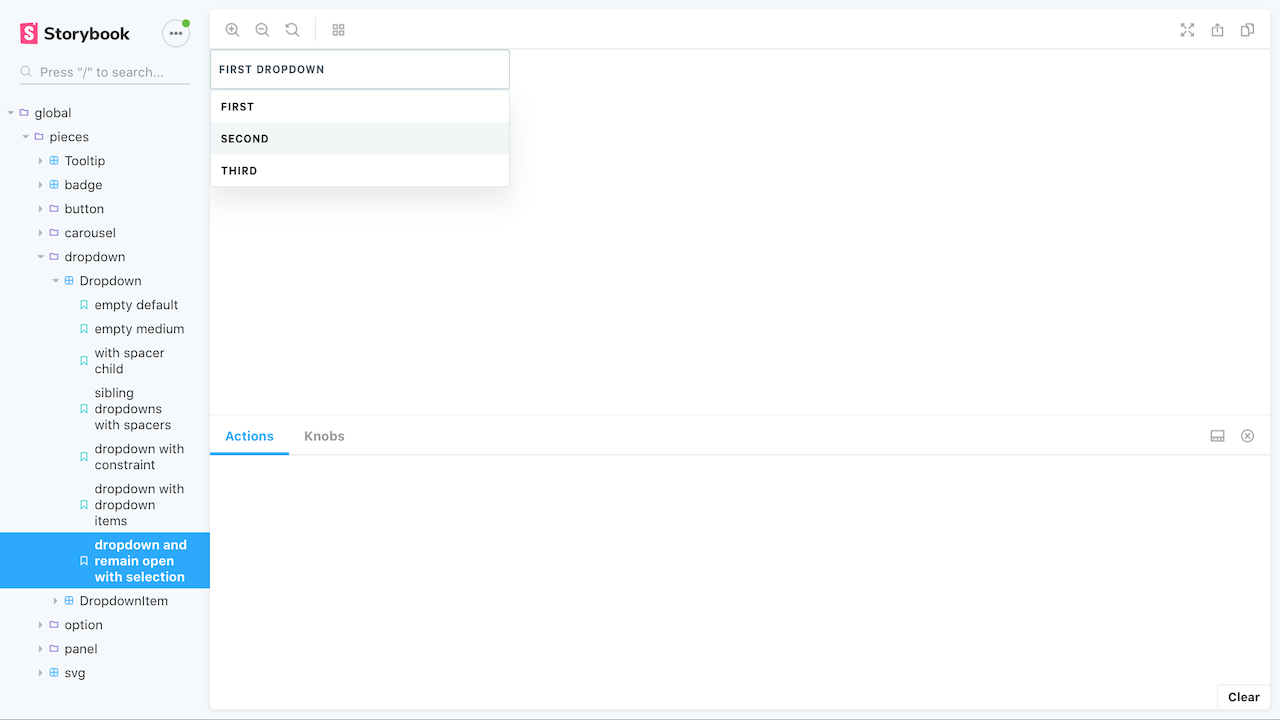 Storybook
Press "/" to search...
global
pieces
Tooltip
badge
button
carousel
dropdown
Dropdown
empty default
empty medium
with spacer
child
sibling
dropdowns
with spacers
dropdown with
constraint
dropdown with
dropdown
items
dropdown and
remain open
with selection
DropdownItem
option
panel
svg
FIRST DROPDOWN
FIRST
SECOND
THIRD
Actions Knobs
Clear